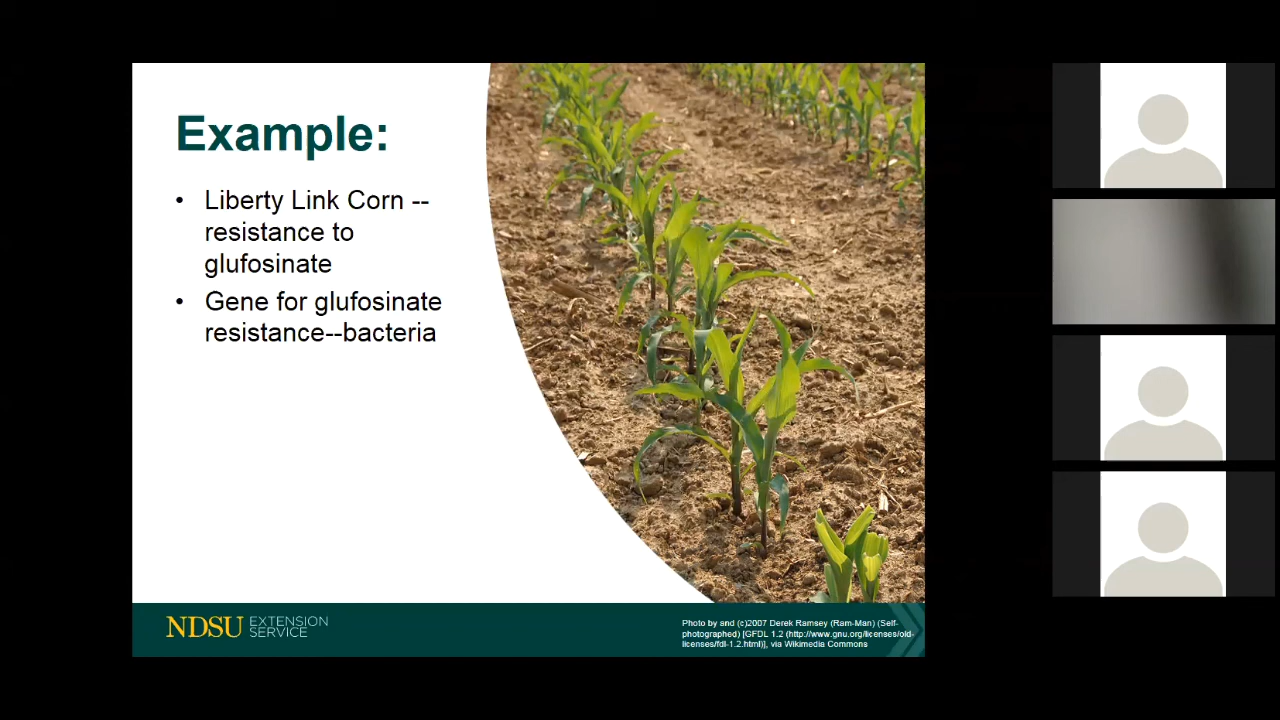 Example:
• Liberty Link Corn --
resistance to
glufosinate
• Gene for glufosinate
resistance--bacteria
NDSU EXTENSION
SERVICE
Photo by and (c)2007 Derek Ramsey (Ram-Man) (Self-
photographed) [GFDL 1.2 (http://www.gnu.org/licenses/old-
licenses/fdl-1.2.html)], via Wikimedia Commons